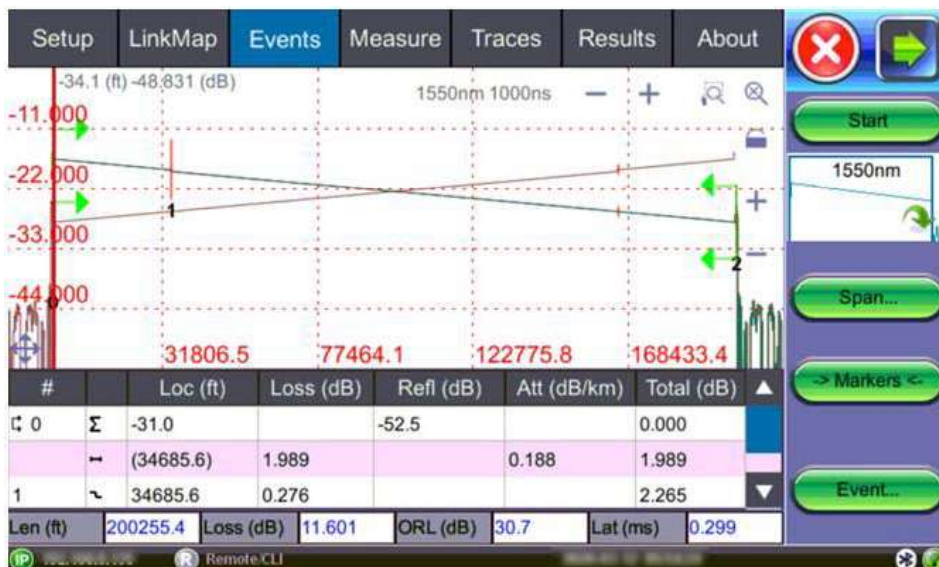 Setup LinkMap Events Measure Traces Results About
-34.1 (ft) -48.831 (dB)
1550nm 1000ns
-11.000
-22.000
-33.000
-44.000
1
2
0
31806.5 77464.1 122775.8 168433.4
Start
1550nm
Span...
-> Markers <-
Event...
# Loc (ft) Loss (dB) Refl (dB) Att (dB/km) Total (dB)
0 Σ -31.0 -52.5 0.000
(34685.6) 1.989 0.188 1.989
1 34685.6 0.276 2.265
Len (ft) 200255.4 Loss (dB) 11.601 ORL (dB) 30.7 Lat (ms) 0.299
IP R Remote/CLI